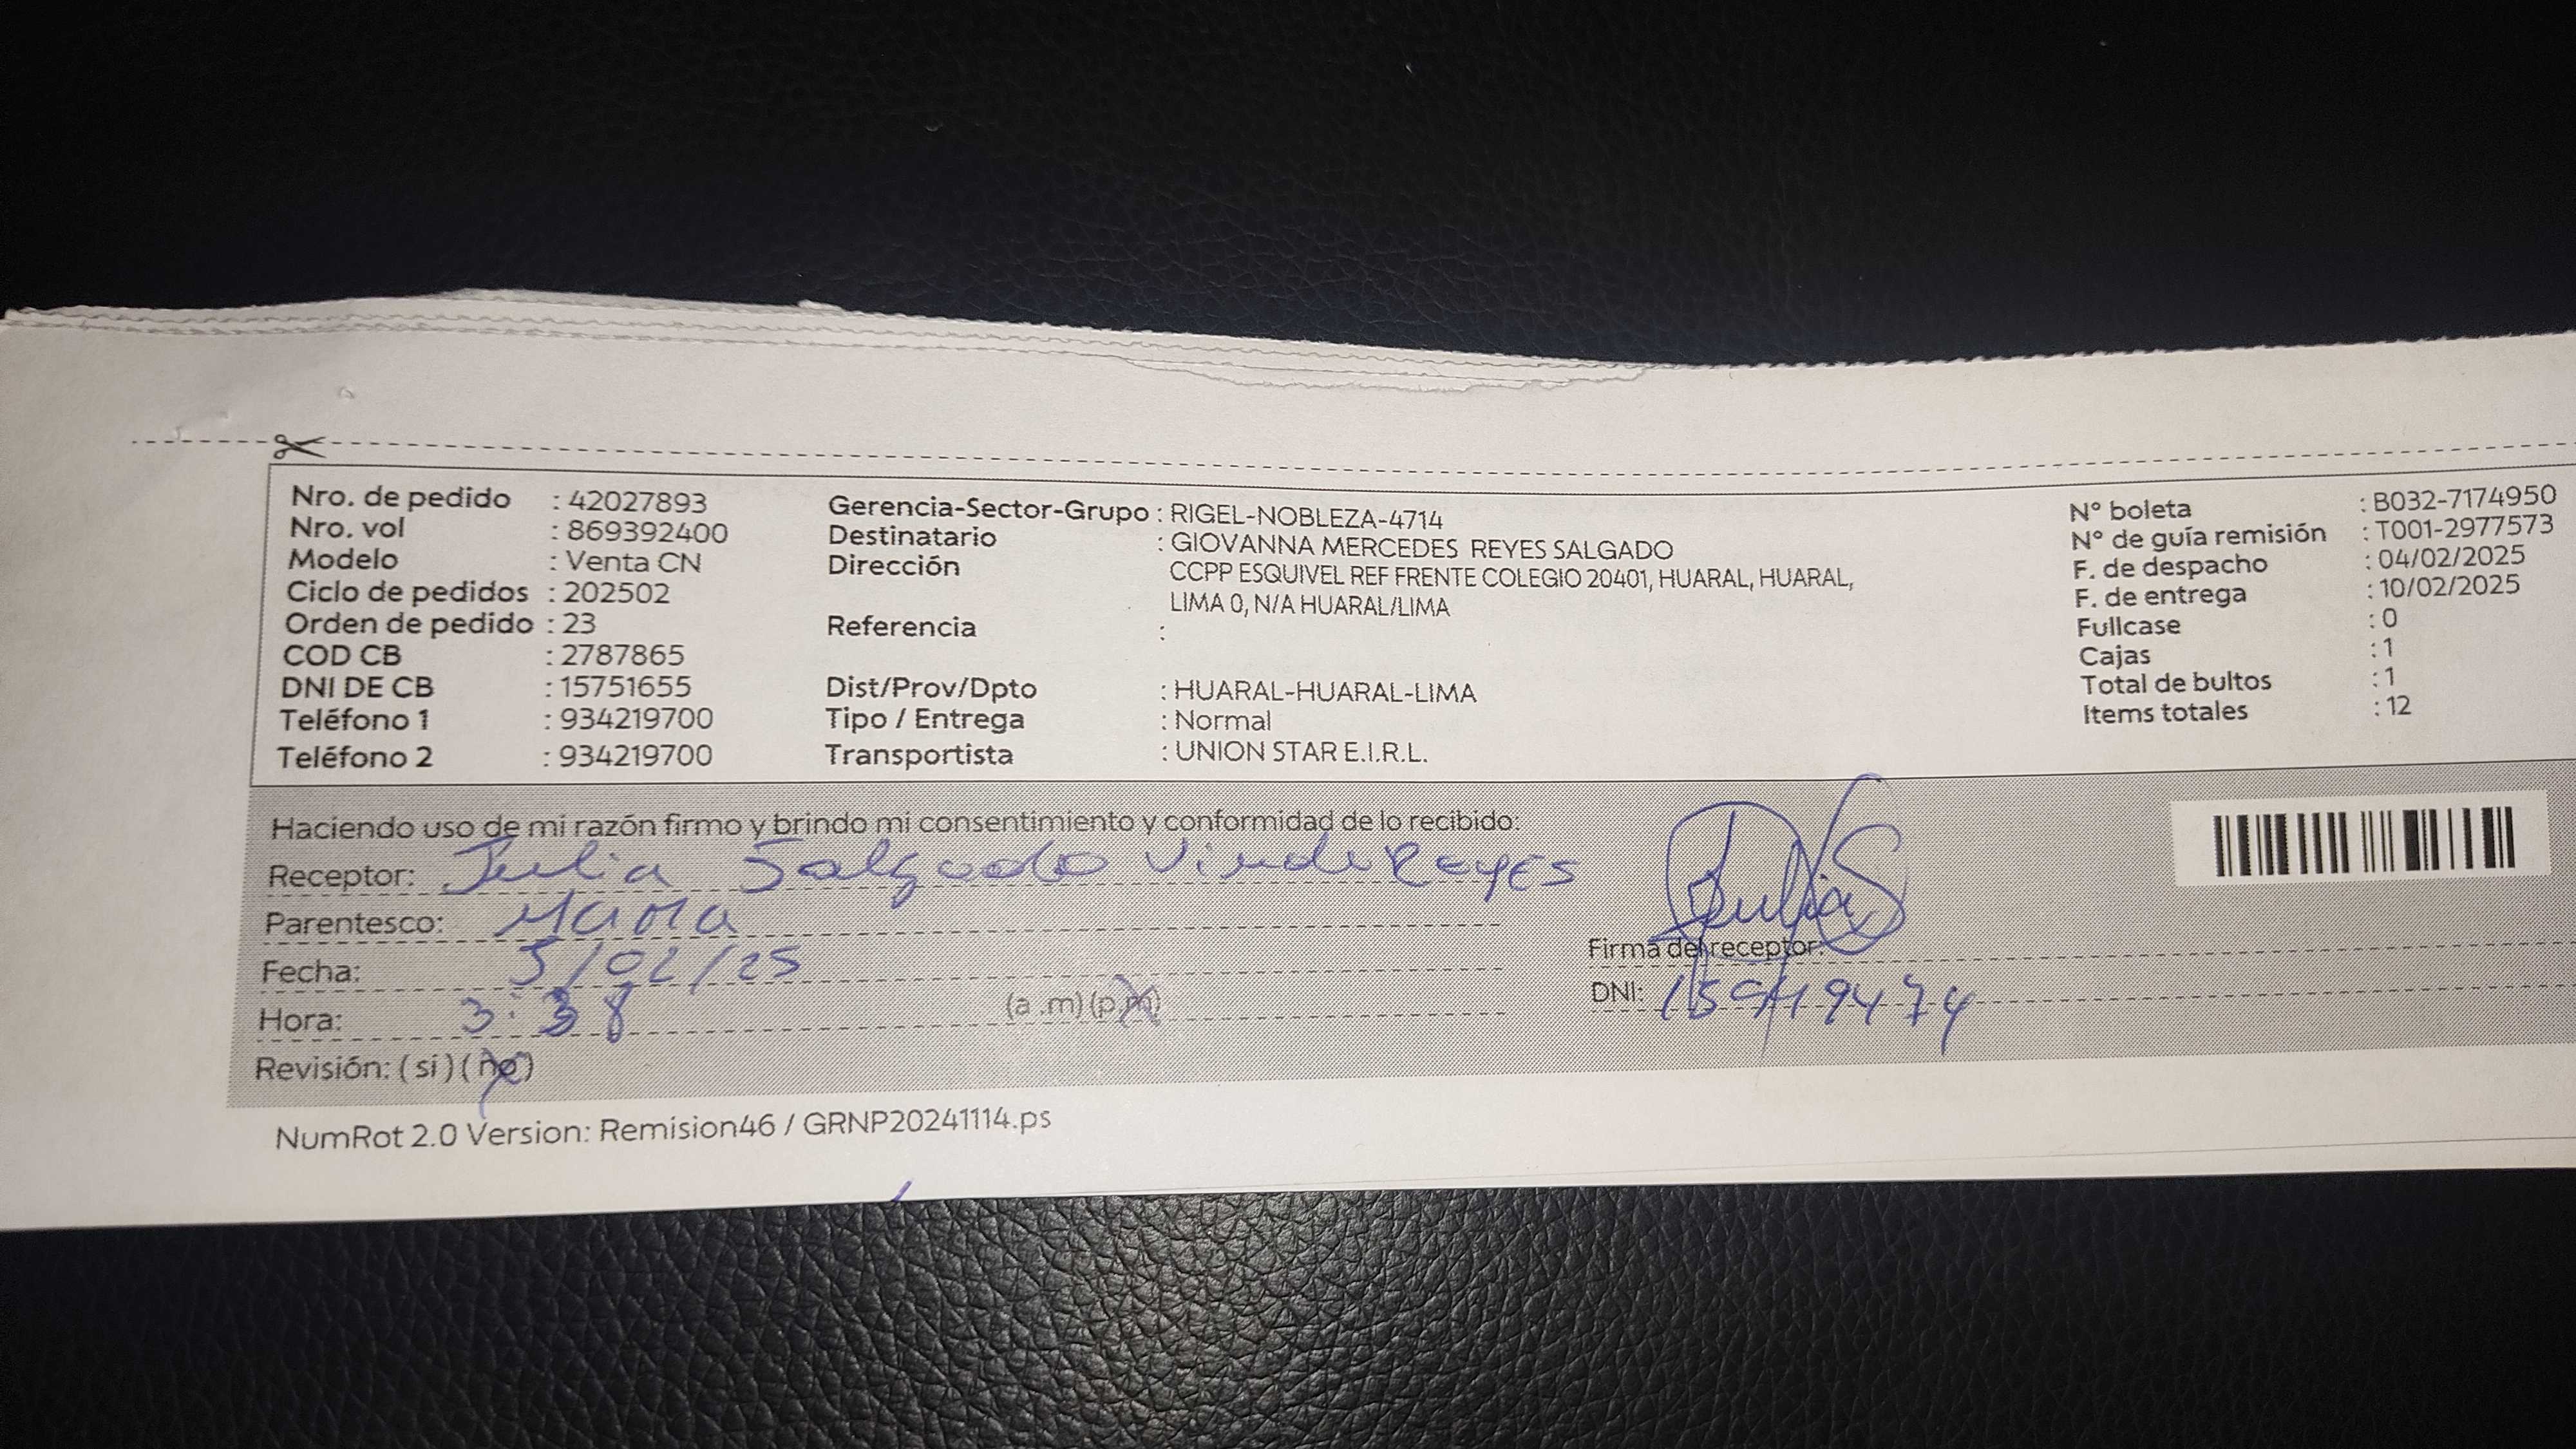 Nro. de pedido : 42027893
Nro. vol : 869392400
Modelo : Venta CN
Ciclo de pedidos : 202502
Orden de pedido : 23
COD CB : 2787865
DNI DE CB : 15751655
Teléfono 1 : 934219700
Teléfono 2 : 934219700
Gerencia-Sector-Grupo : RIGEL-NOBLEZA-4714
Destinatario : GIOVANNA MERCEDES REYES SALGADO
Dirección CCPP ESQUIVEL REF FRENTE COLEGIO 20401, HUARAL, HUARAL,
LIMA 0, N/A HUARAL/LIMA
Referencia :
Dist/Prov/Dpto : HUARAL-HUARAL-LIMA
Tipo / Entrega : Normal
Transportista : UNION STAR E.I.R.L.
N° boleta : B032-7174950
N° de guía remisión : T001-2977573
F. de despacho : 04/02/2025
F. de entrega : 10/02/2025
Fullcase : 0
Cajas : 1
Total de bultos : 1
Items totales : 12
Haciendo uso de mi razón firmo y brindo mi consentimiento y conformidad de lo recibido:
Receptor: Julia Salgado Reyes
Parentesco: Mama
Fecha: 5/02/25
Hora: 3:38 (a .m) (p.m)
Revisión: (si) (no)
Firma del receptor:
DNI:
NumRot 2.0 Version: Remision46 / GRNP20241114.ps